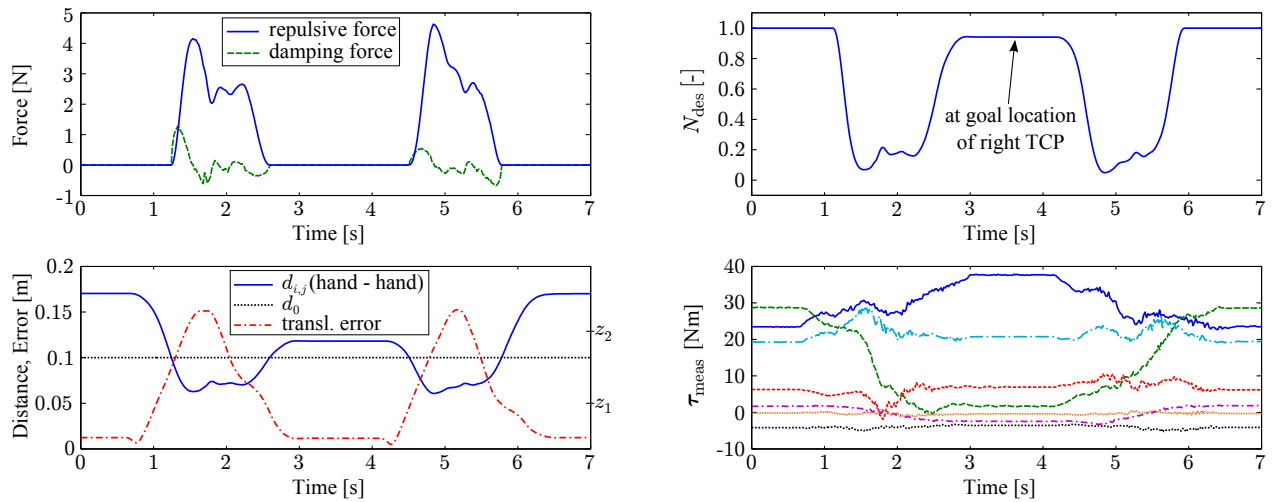 5
4
3
2
1
0
-1
Force [N]
repulsive force
damping force
0 1 2 3 4 5 6 7
Time [s]
1.0
0.8
0.6
0.4
0.2
0
N_des [-]
at goal location
of right TCP
0 1 2 3 4 5 6 7
Time [s]
0.2
0.15
0.1
0.05
0
Distance, Error [m]
d_{i,j}(hand - hand)
d_0
transl. error
z_2
z_1
0 1 2 3 4 5 6 7
Time [s]
40
30
20
10
0
-10
τ_meas [Nm]
0 1 2 3 4 5 6 7
Time [s]